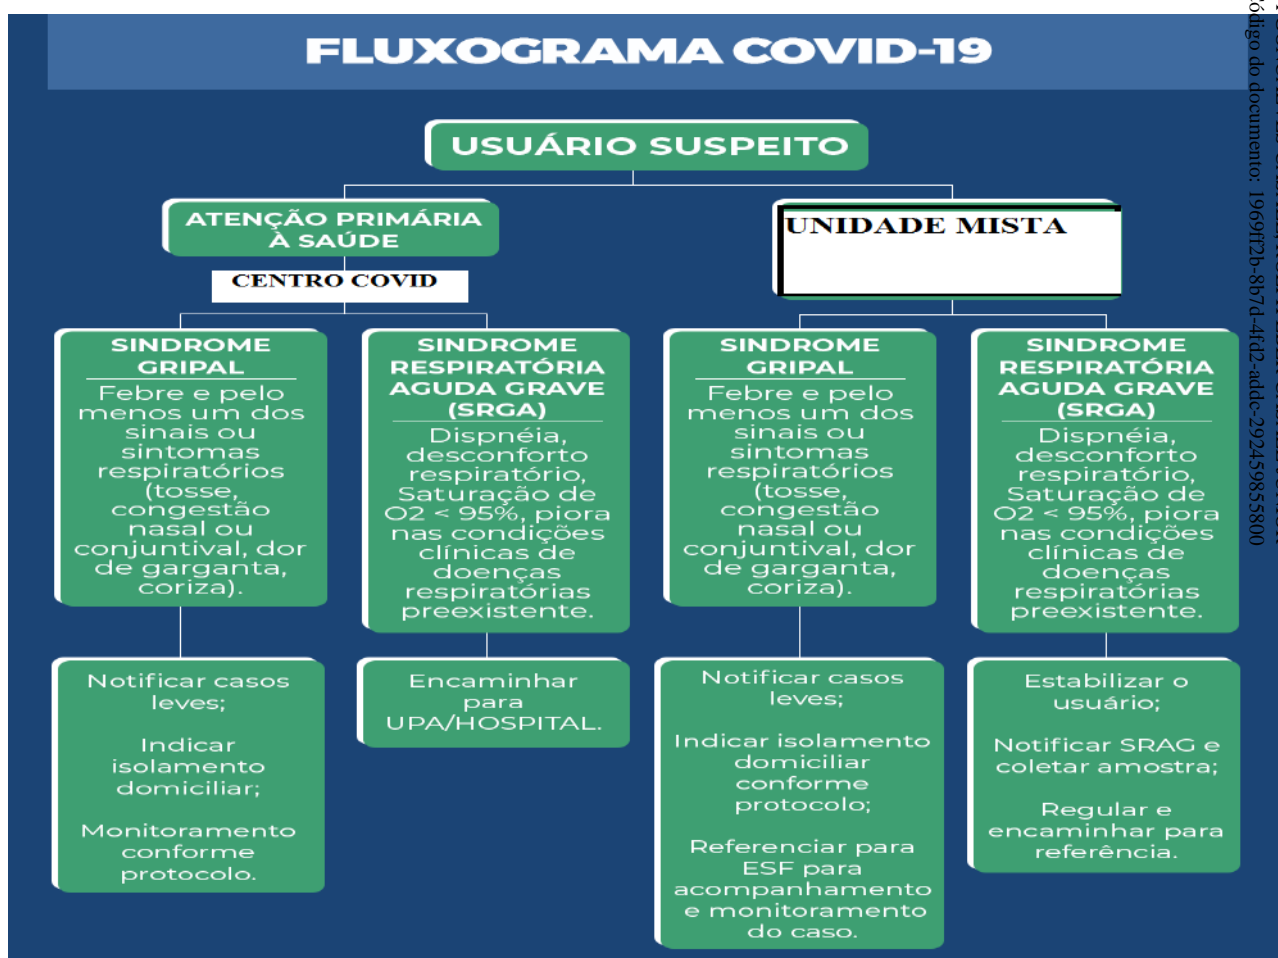 FLUXOGRAMA COVID-19
USUÁRIO SUSPEITO
ATENÇÃO PRIMÁRIA
À SAÚDE
CENTRO COVID
UNIDADE MISTA
SINDROME
GRIPAL
Febre e pelo
menos um dos
sinais ou
sintomas
respiratórios
(tosse,
congestão
nasal ou
conjuntival, dor
de garganta,
coriza).
SINDROME
RESPIRATÓRIA
AGUDA GRAVE
(SRGA)
Dispnéia,
desconforto
respiratório,
Saturação de
O2 < 95%, piora
nas condições
clínicas de
doenças
respiratórias
preexistente.
SINDROME
GRIPAL
Febre e pelo
menos um dos
sinais ou
sintomas
respiratórios
(tosse,
congestão
nasal ou
conjuntival, dor
de garganta,
coriza).
SINDROME
RESPIRATÓRIA
AGUDA GRAVE
(SRGA)
Dispnéia,
desconforto
respiratório,
Saturação de
O2 < 95%, piora
nas condições
clínicas de
doenças
respiratórias
preexistente.
Notificar casos
leves;
Indicar
isolamento
domiciliar;
Monitoramento
conforme
protocolo.
Encaminhar
para
UPA/HOSPITAL.
Notificar casos
leves;
Indicar isolamento
domiciliar
conforme
protocolo;
Referenciar para
ESF para
acompanhamento
e monitoramento
do caso.
Estabilizar o
usuário;
Notificar SRAG e
coletar amostra;
Regular e
encaminhar para
referência.
ódigo do documento: 1969ff2b-8b7d-4fd2-addc-292459855800